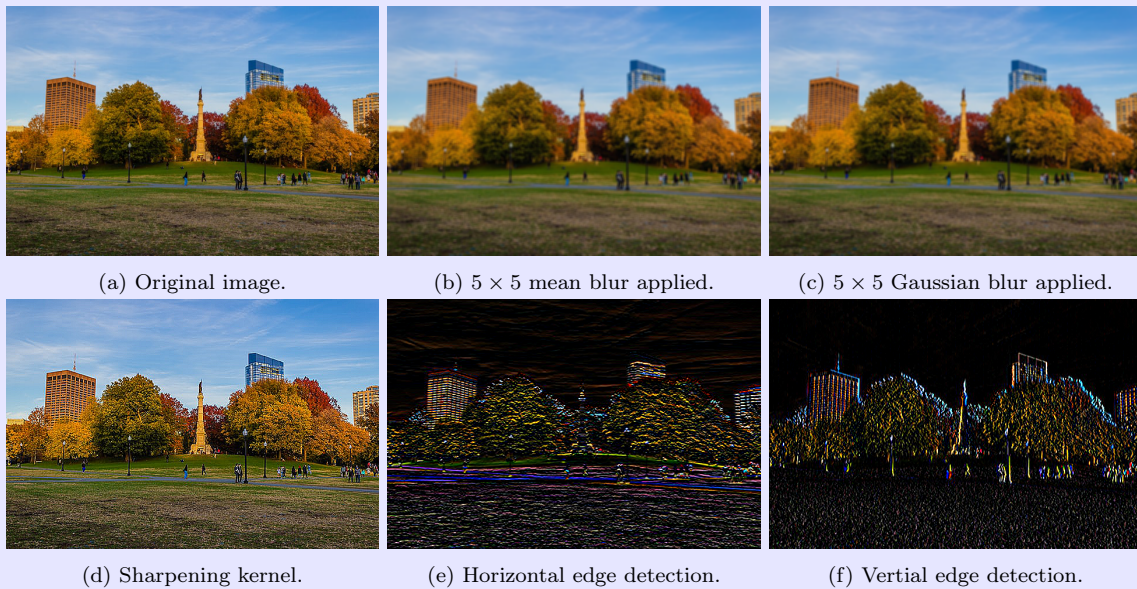 (a) Original image.
(b) 5 × 5 mean blur applied.
(c) 5 × 5 Gaussian blur applied.
(d) Sharpening kernel.
(e) Horizontal edge detection.
(f) Vertial edge detection.